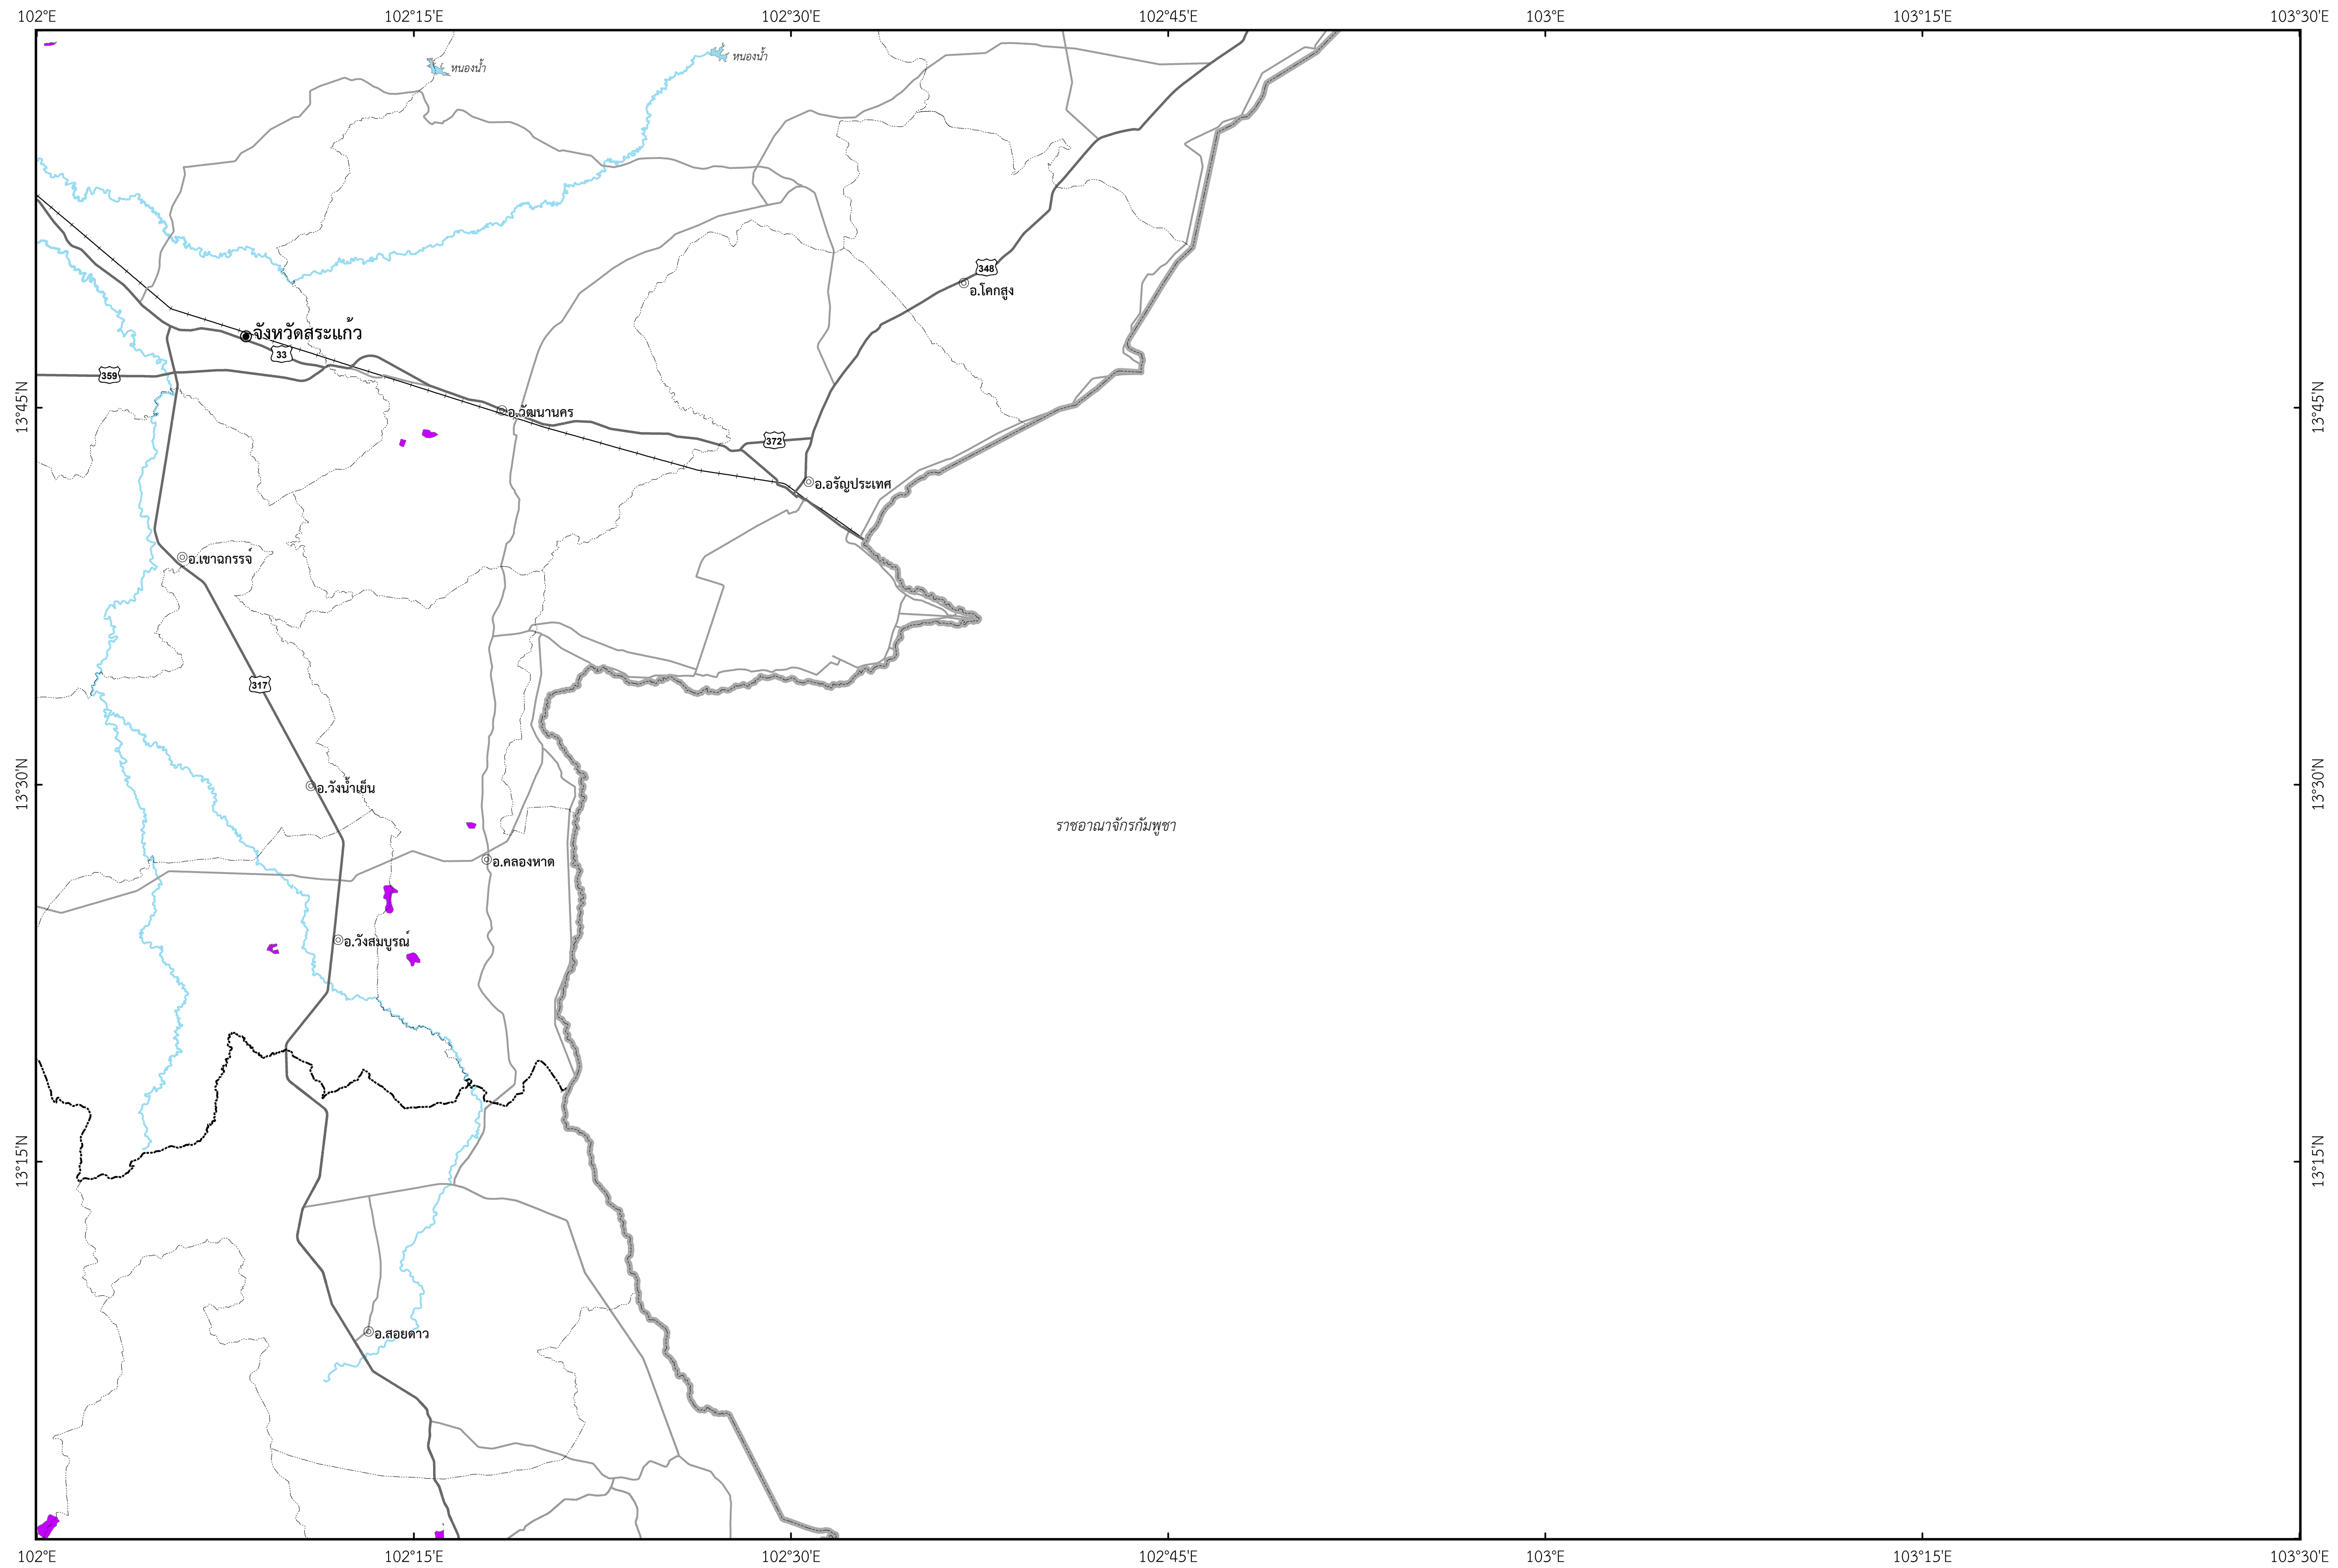 102°E 102°15'E 102°30'E 102°45'E 103°E 103°15'E 103°30'E
หนองน้ำ
หนองน้ำ
348
อ.โคกสูง
จังหวัดสระแก้ว
33
359
13°45'N
13°45'N
อ.วัฒนานคร
372
อ.อรัญประเทศ
อ.เขาฉกรรจ์
317
13°30'N
13°30'N
อ.วังน้ำเย็น
ราชอาณาจักรกัมพูชา
อ.คลองหาด
อ.วังสมบูรณ์
13°15'N
13°15'N
อ.สอยดาว
102°E 102°15'E 102°30'E 102°45'E 103°E 103°15'E 103°30'E